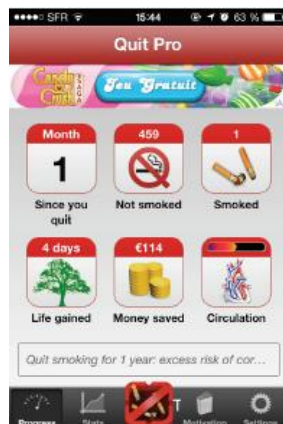 SFR 15:44 63 %
Quit Pro
Candy Crush SAGA Jeu Gratuit
Month 459 1
1
Since you quit Not smoked Smoked
4 days €114
Life gained Money saved Circulation
Quit smoking for 1 year: excess risk of cor...
Progress Stats T Motivation Settings